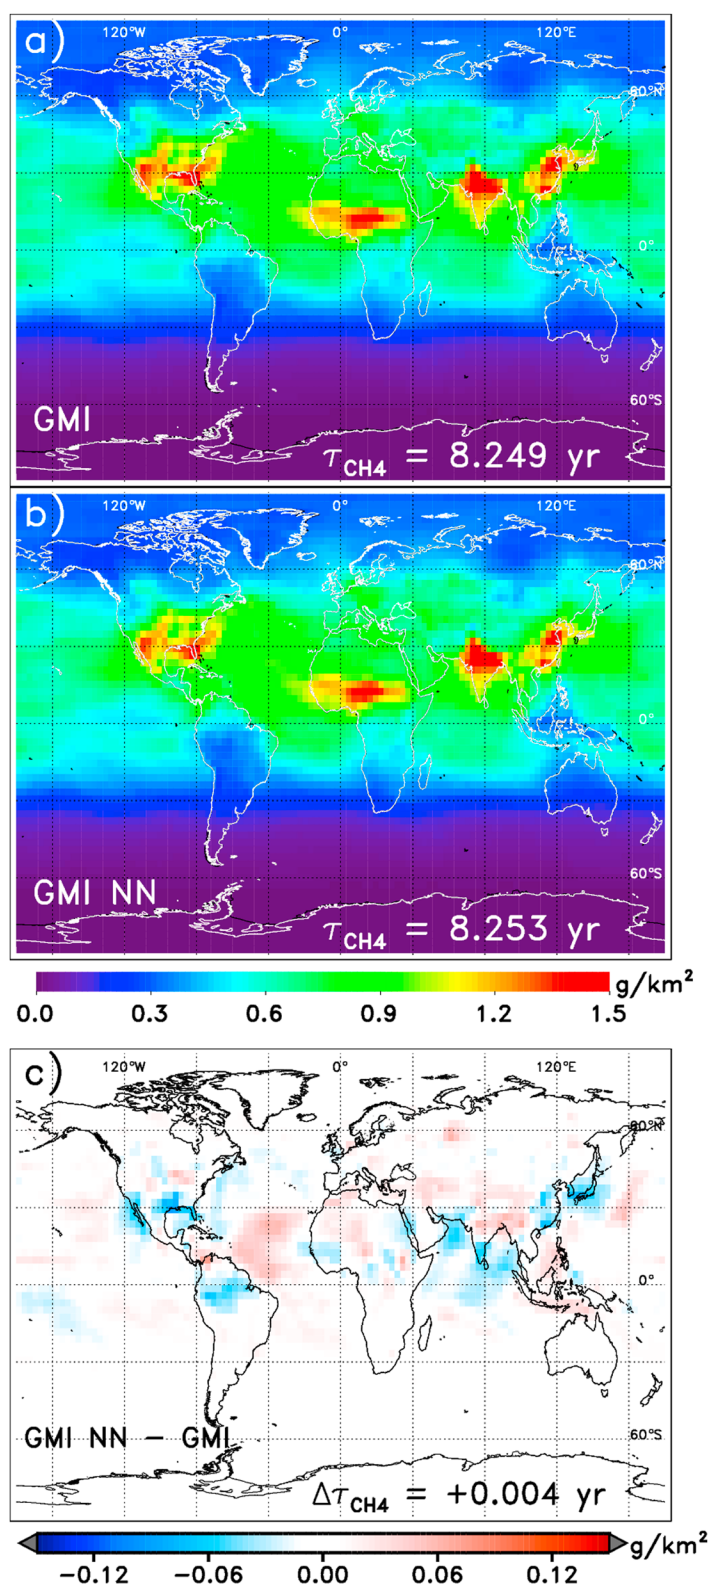 a)
120°W 0° 120°E
60°N
0°
60°S
GMI
τCH4 = 8.249 yr
b)
120°W 0° 120°E
60°N
0°
60°S
GMI NN
τCH4 = 8.253 yr
g/km²
0.0 0.3 0.6 0.9 1.2 1.5
c)
120°W 0° 120°E
60°N
0°
60°S
GMI NN – GMI
ΔτCH4 = +0.004 yr
g/km²
−0.12 −0.06 0.00 0.06 0.12